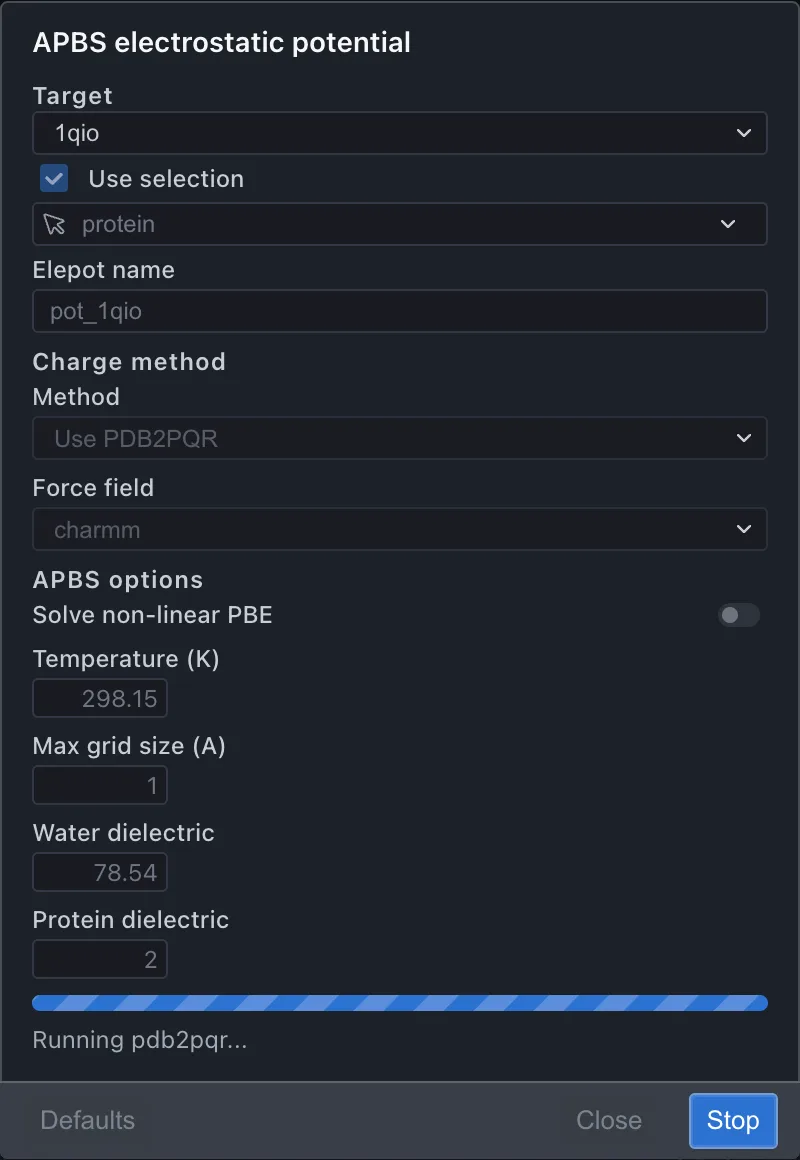 APBS electrostatic potential
Target
1qio
Use selection
protein
Elepot name
pot_1qio
Charge method
Method
Use PDB2PQR
Force field
charmm
APBS options
Solve non-linear PBE
Temperature (K)
298.15
Max grid size (A)
1
Water dielectric
78.54
Protein dielectric
2
Running pdb2pqr...
Defaults Close Stop